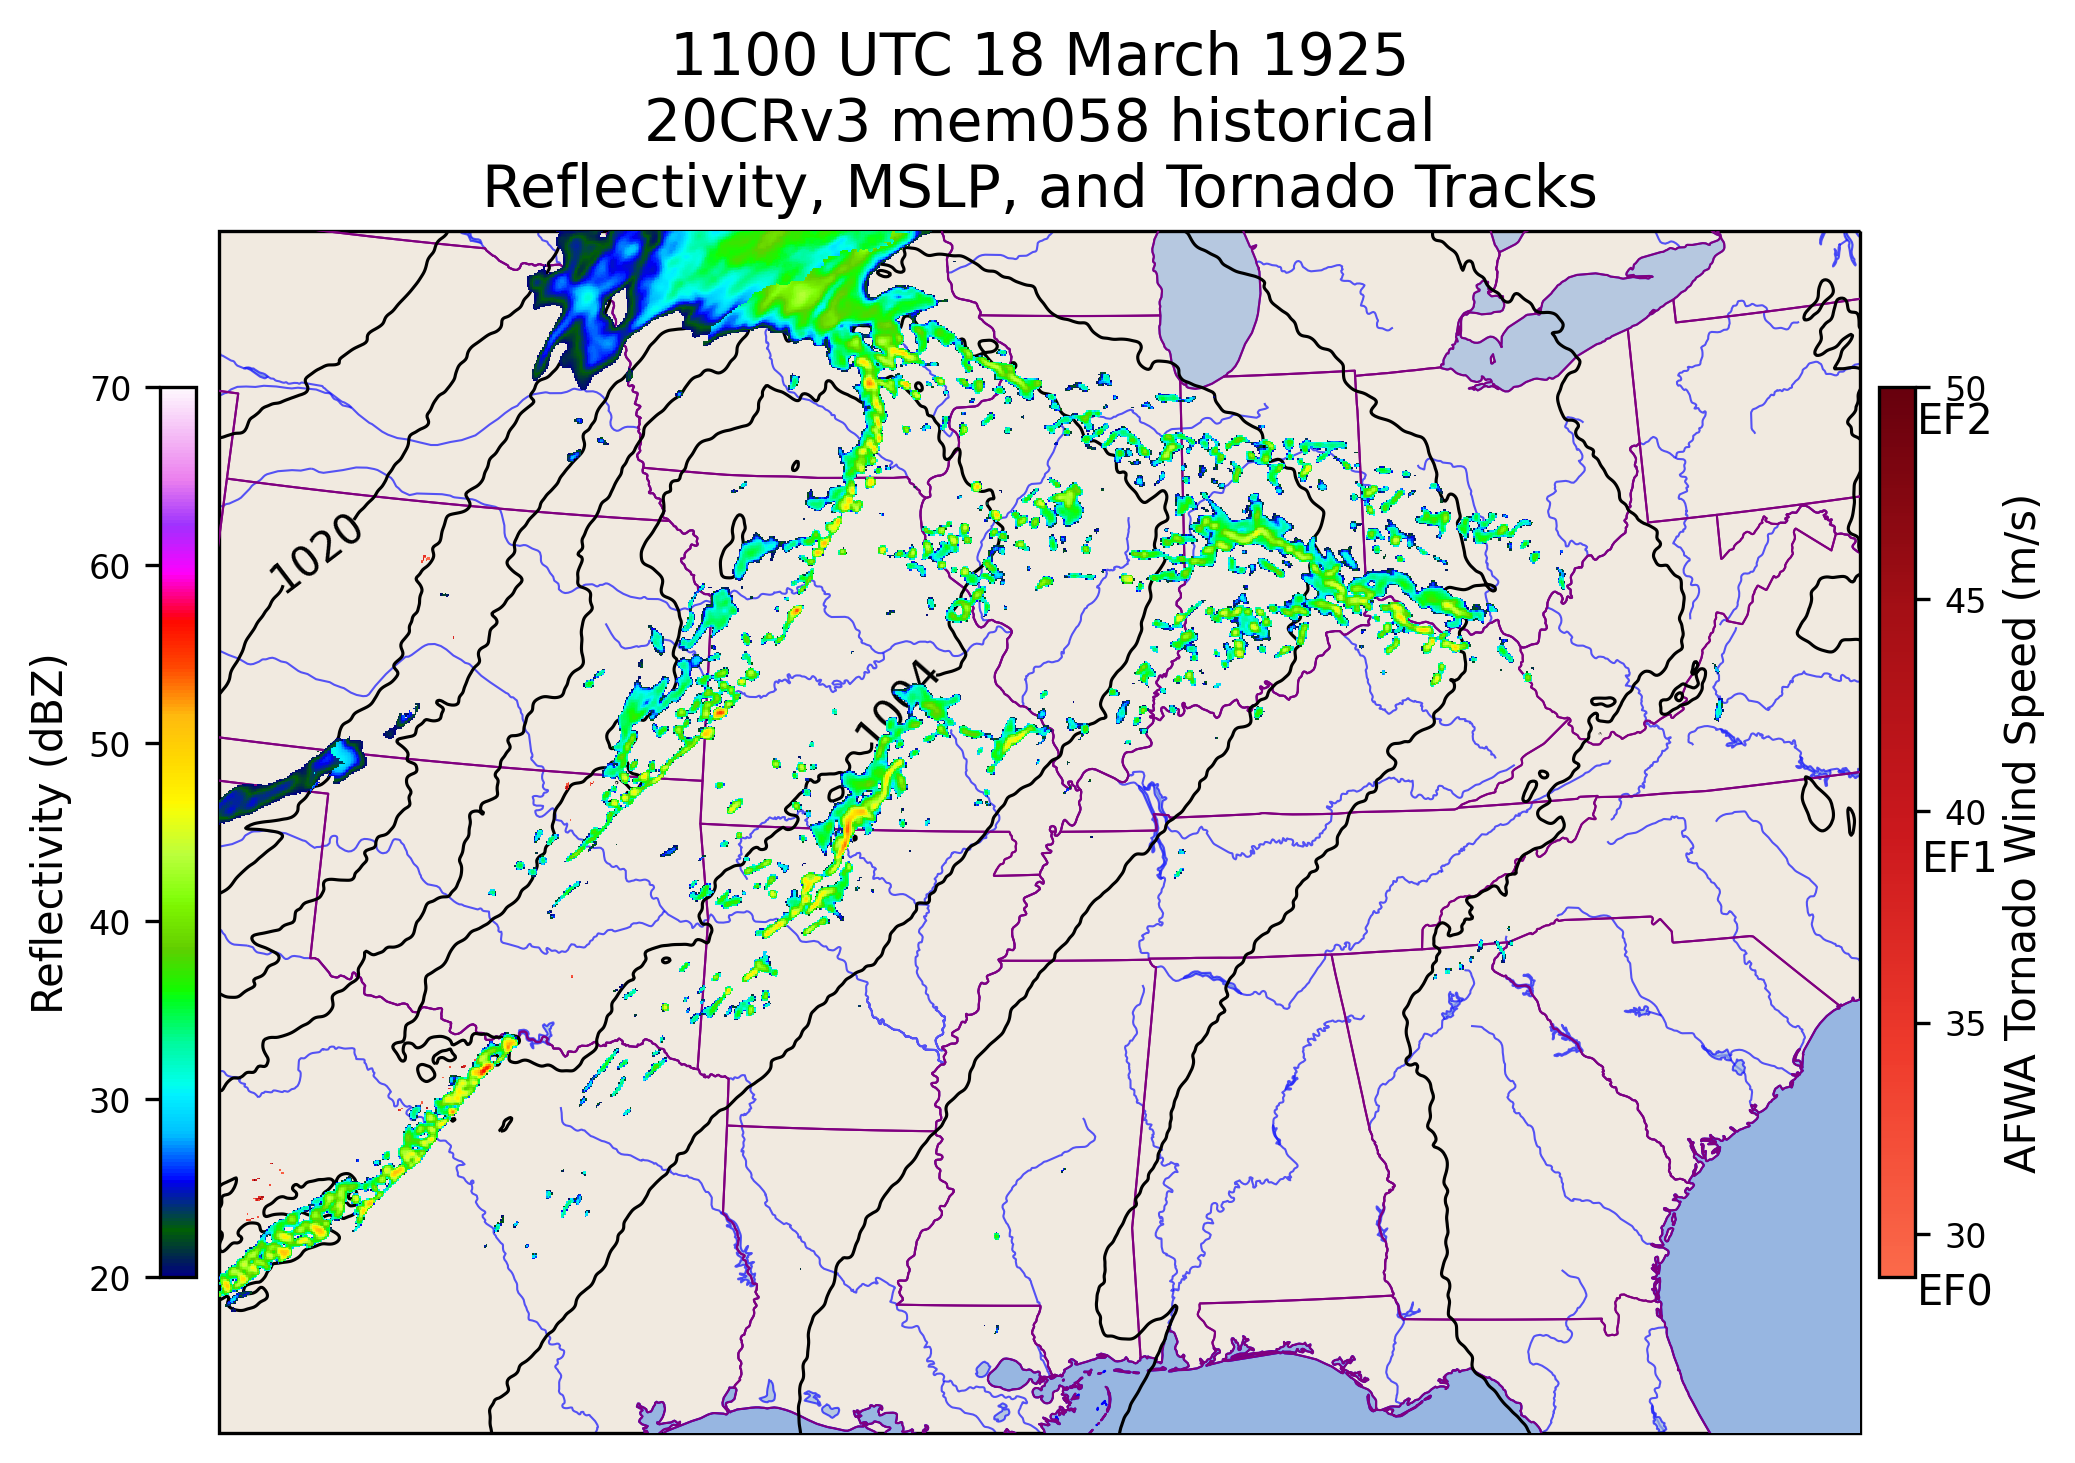 1100 UTC 18 March 1925
20CRv3 mem058 historical
Reflectivity, MSLP, and Tornado Tracks
Reflectivity (dBZ)
70
60
50
40
30
20
1020
1004
50
EF2
45
40
EF1
35
30
EF0
AFWA Tornado Wind Speed (m/s)